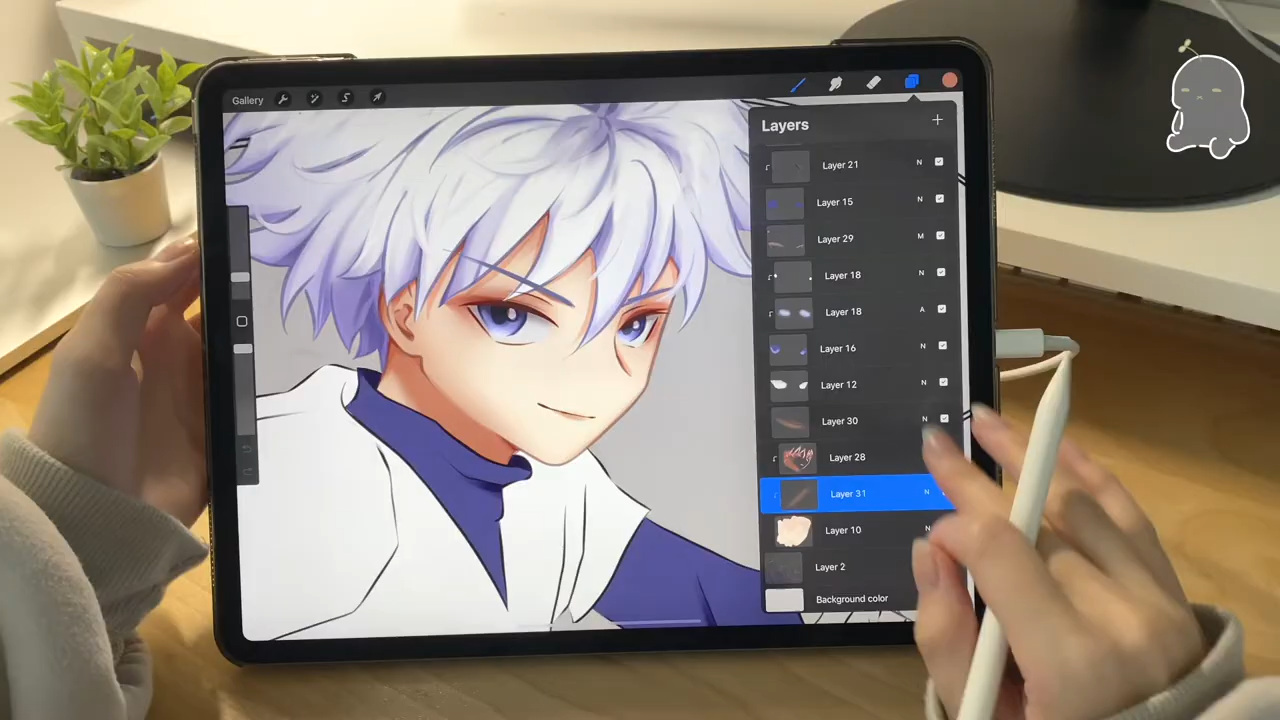 Gallery
Layers
Layer 21 N
Layer 15 N
Layer 29 M
Layer 18 N
Layer 18 A
Layer 16 N
Layer 12 N
Layer 30 N
Layer 28
Layer 31 N
Layer 10 N
Layer 2
Background color